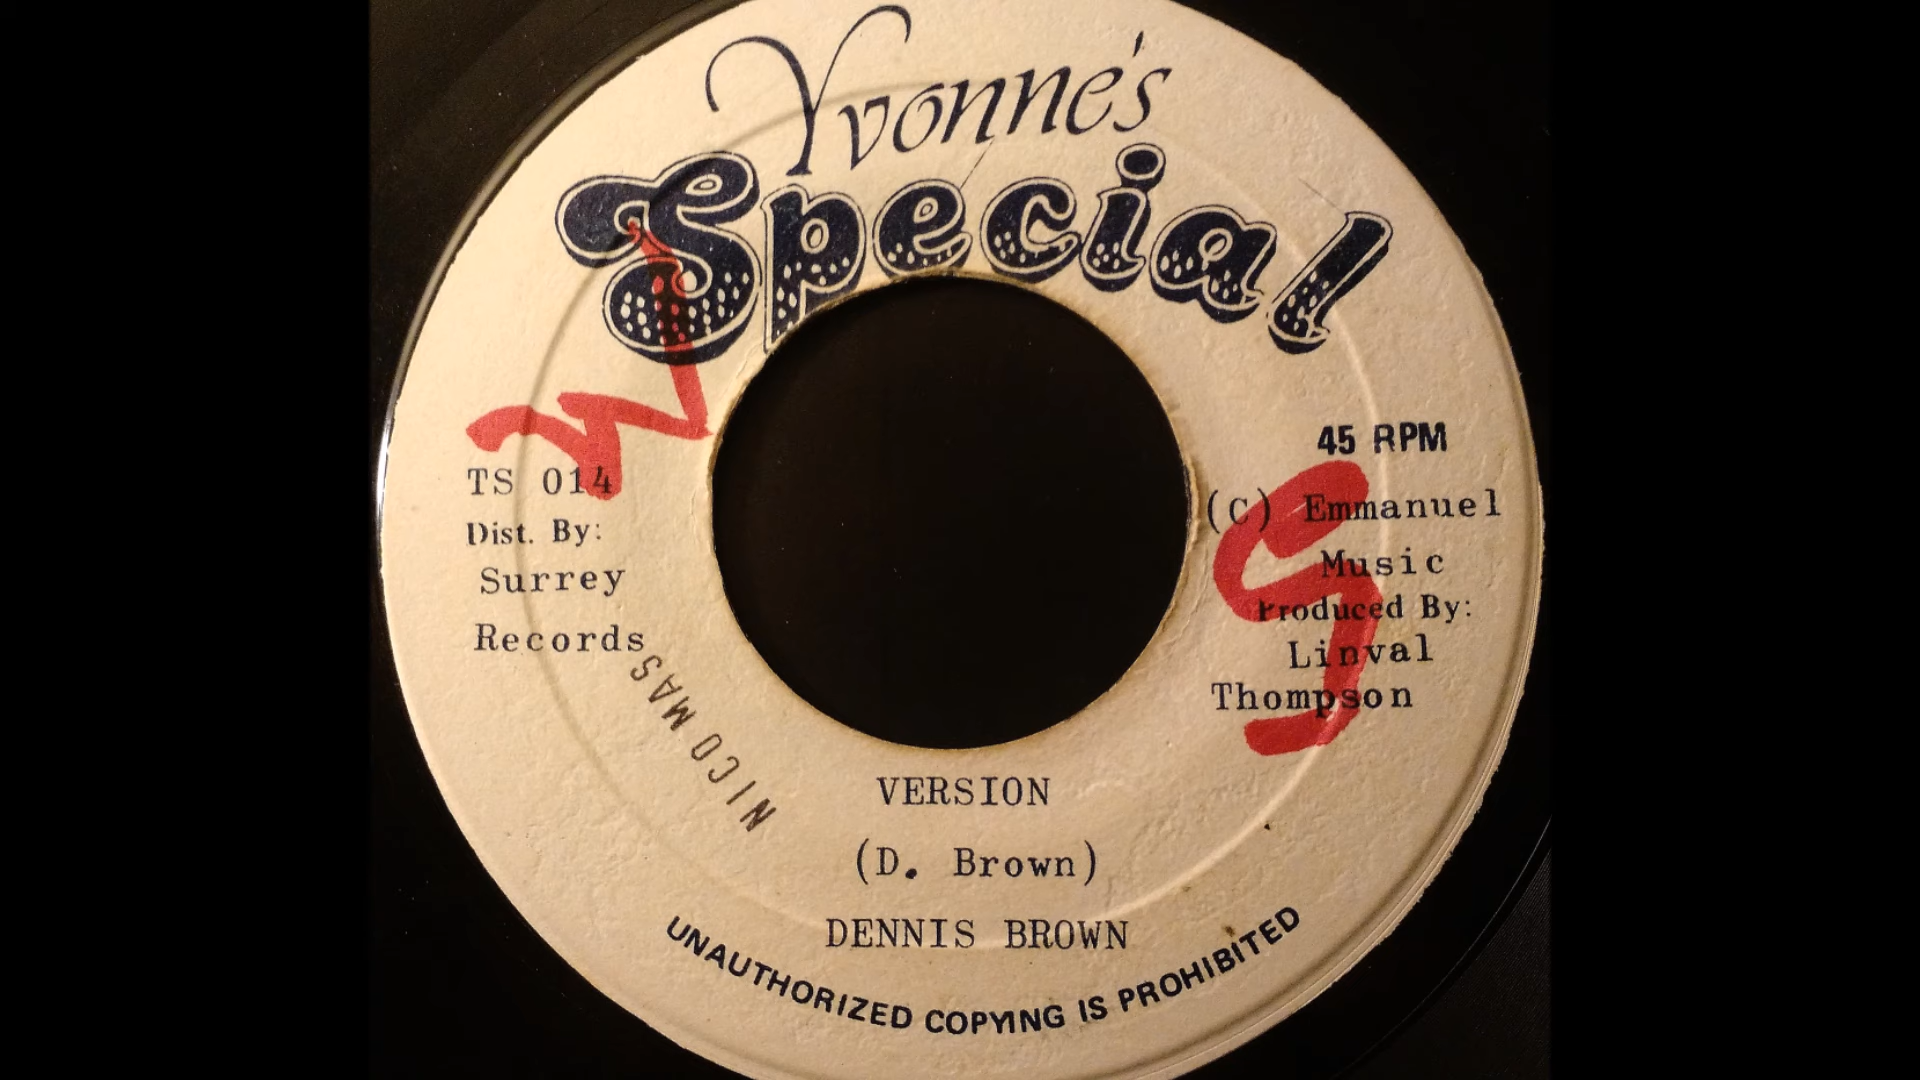 Yvonne's
Special
TS 014
Dist. By:
Surrey
Records
45 RPM
(C) Emmanuel
Music
Produced By:
Linval
Thompson
NICO MAS
VERSION
(D. Brown)
DENNIS BROWN
UNAUTHORIZED COPYING IS PROHIBITED